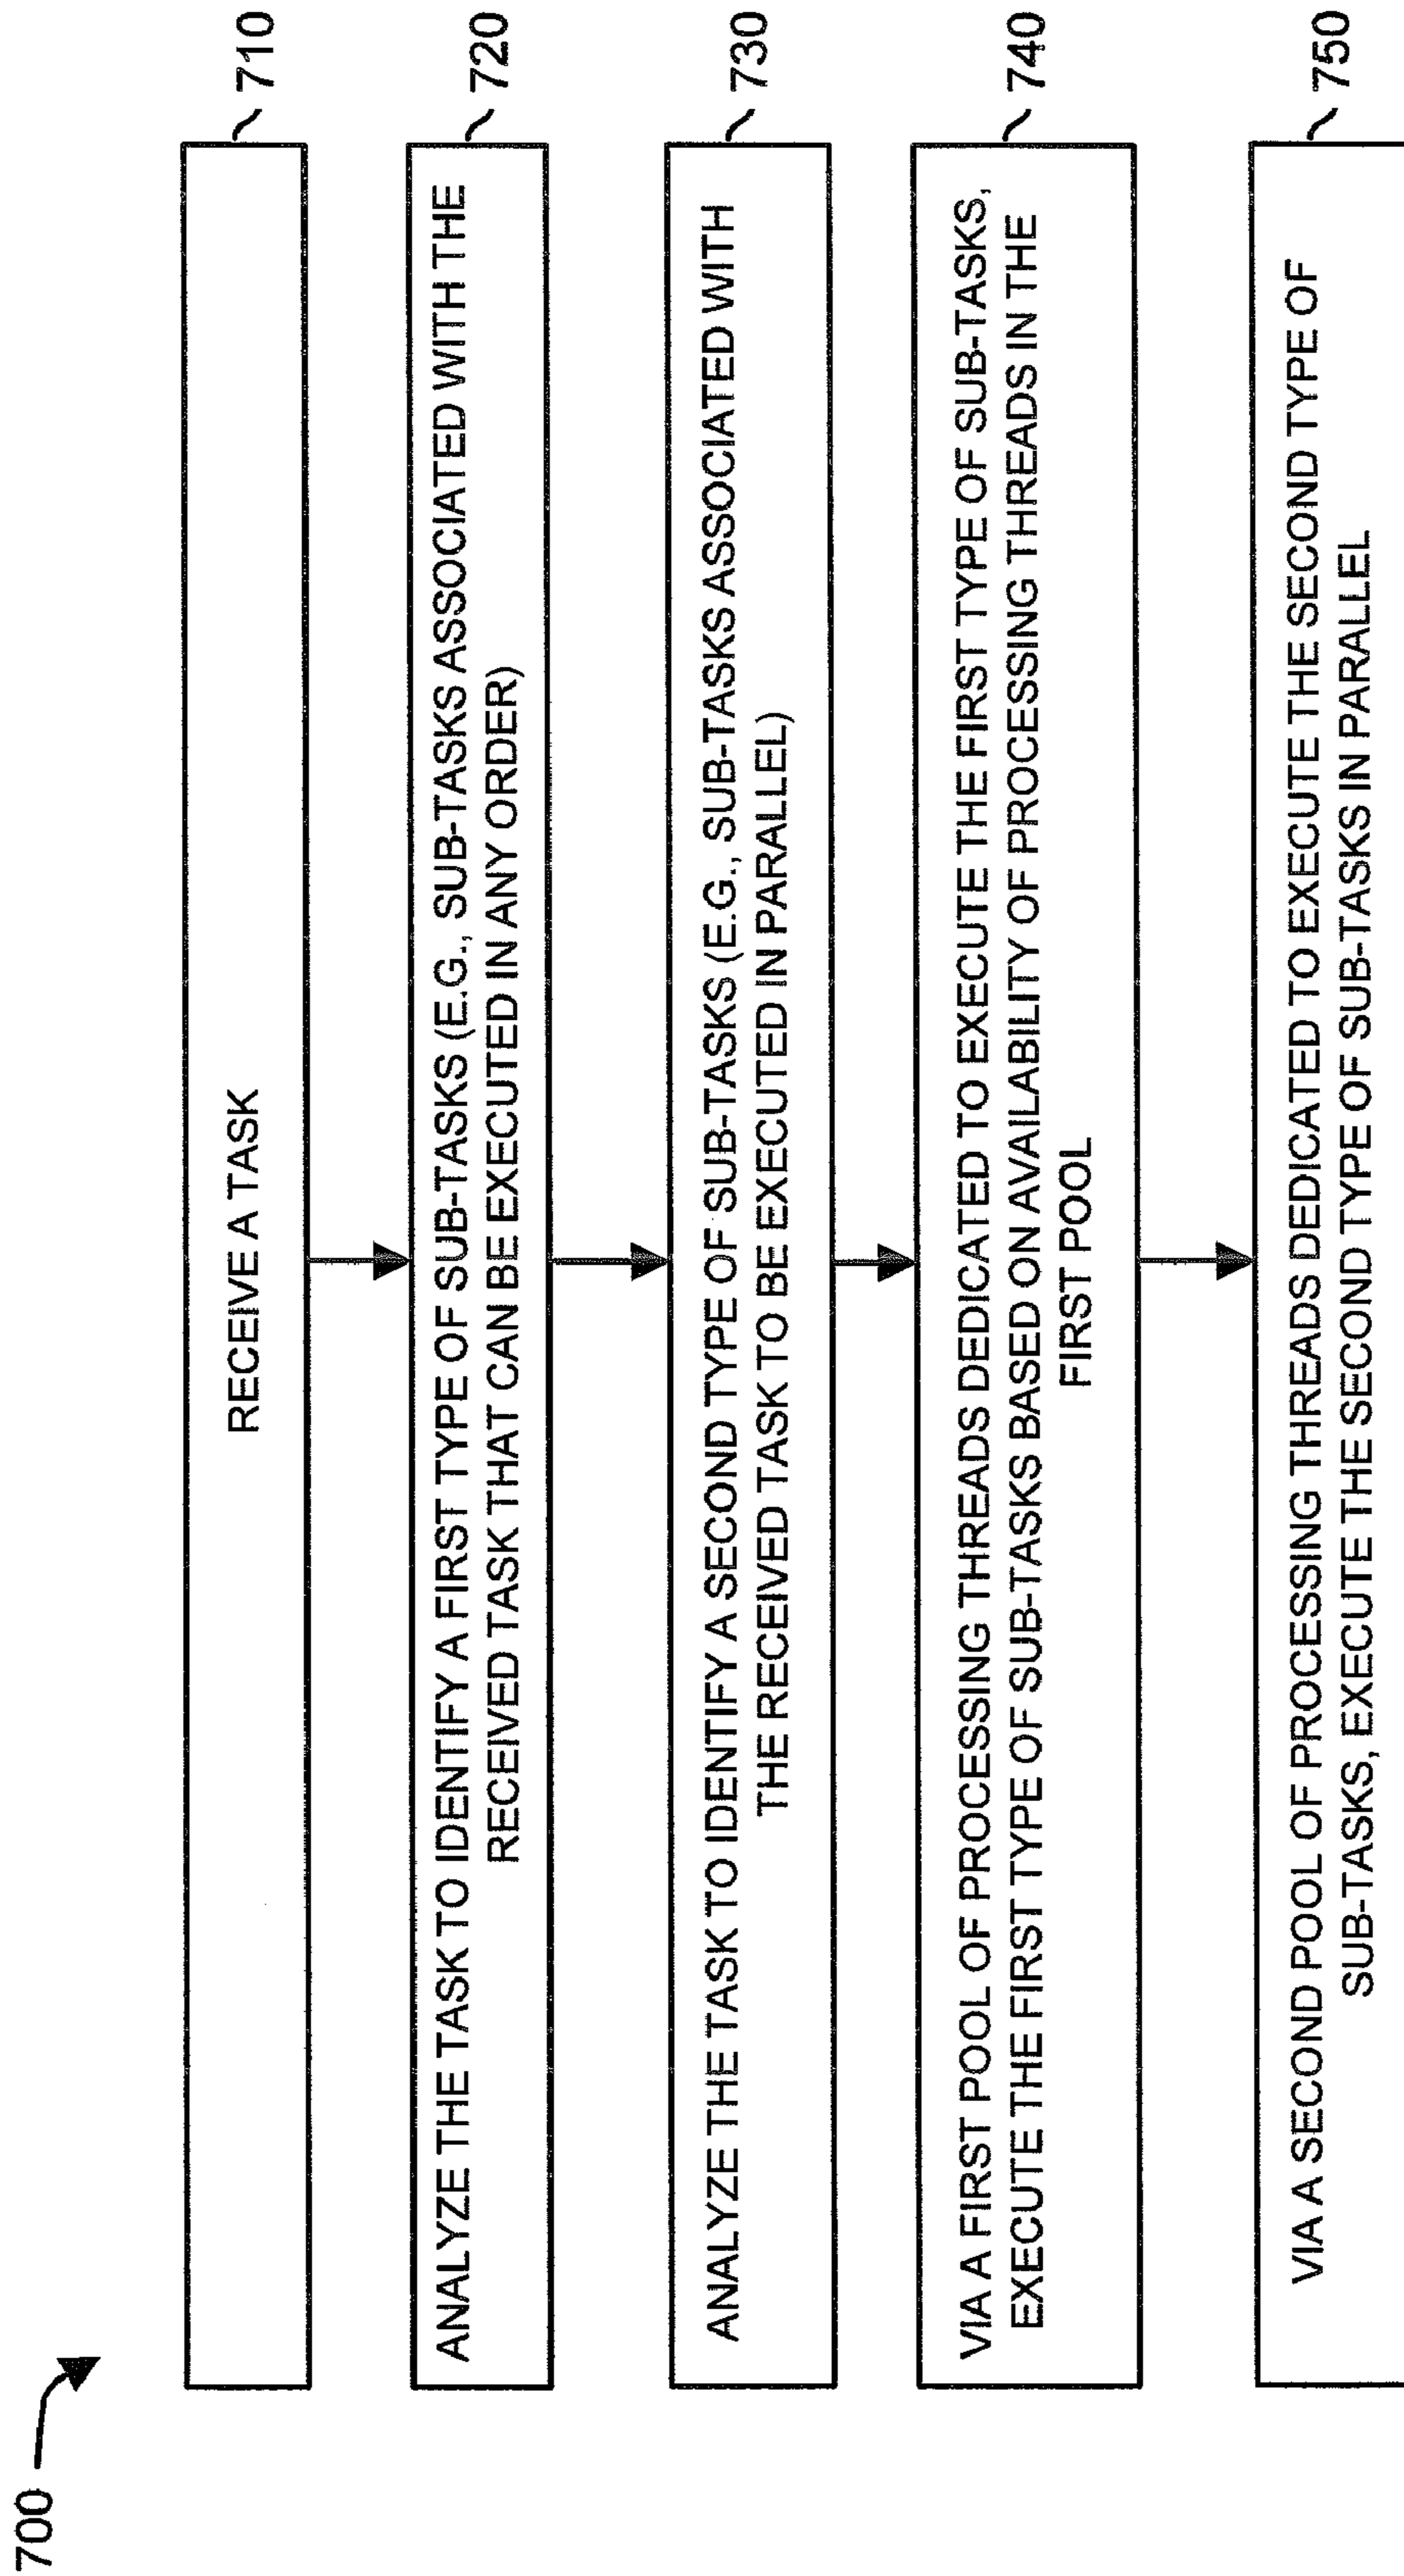 700
RECEIVE A TASK
710
ANALYZE THE TASK TO IDENTIFY A FIRST TYPE OF SUB-TASKS (E.G., SUB-TASKS ASSOCIATED WITH THE
RECEIVED TASK THAT CAN BE EXECUTED IN ANY ORDER)
720
ANALYZE THE TASK TO IDENTIFY A SECOND TYPE OF SUB-TASKS (E.G., SUB-TASKS ASSOCIATED WITH
THE RECEIVED TASK TO BE EXECUTED IN PARALLEL)
730
VIA A FIRST POOL OF PROCESSING THREADS DEDICATED TO EXECUTE THE FIRST TYPE OF SUB-TASKS,
EXECUTE THE FIRST TYPE OF SUB-TASKS BASED ON AVAILABILITY OF PROCESSING THREADS IN THE
FIRST POOL
740
VIA A SECOND POOL OF PROCESSING THREADS DEDICATED TO EXECUTE THE SECOND TYPE OF
SUB-TASKS, EXECUTE THE SECOND TYPE OF SUB-TASKS IN PARALLEL
750